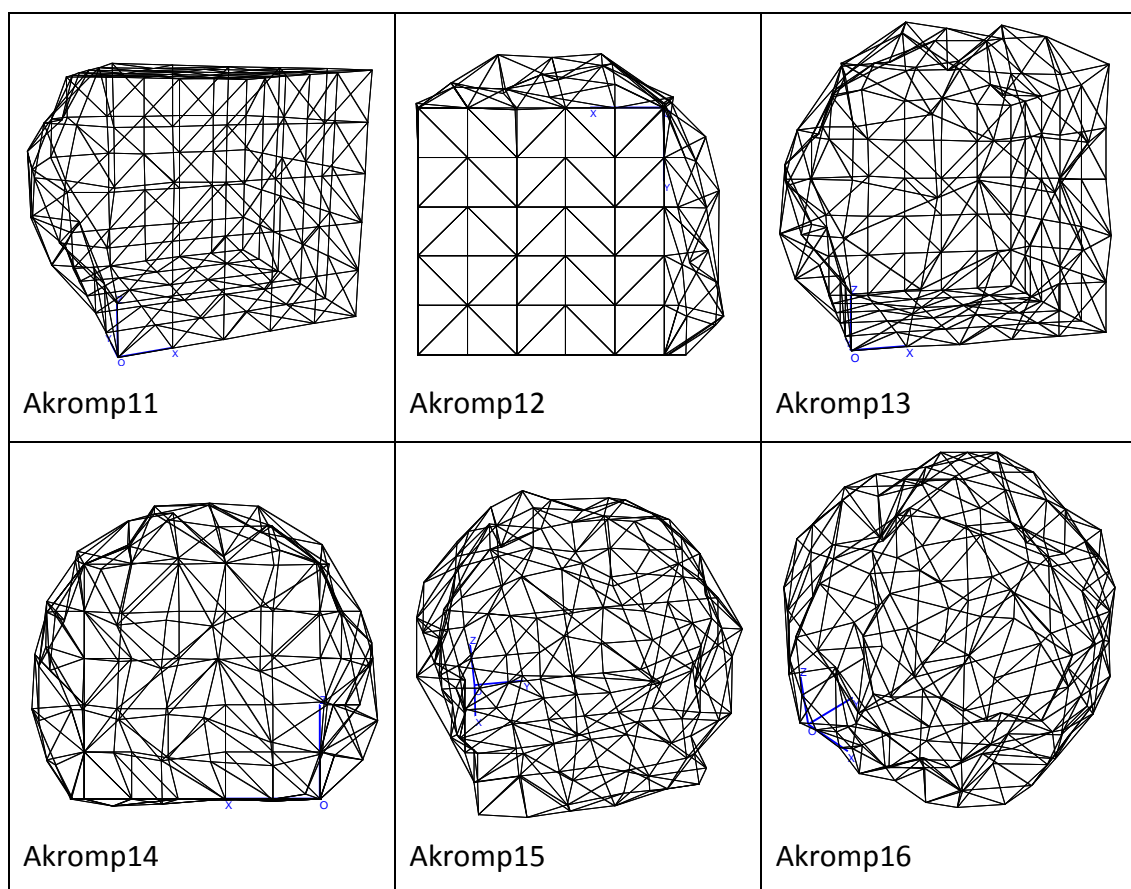 Z
O
X
X
Y
Z
O
X
Akromp11
Akromp12
Akromp13
Z
X
O
Z
Y
X
Z
O
X
Akromp14
Akromp15
Akromp16